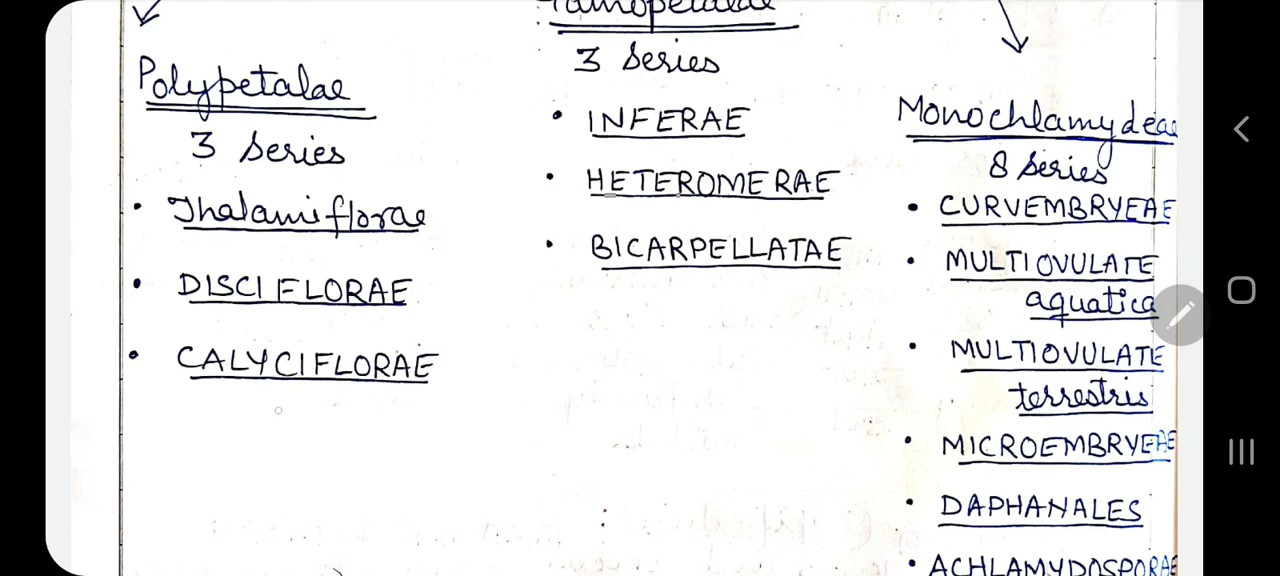 Polypetalae
3 Series
• Thalamiflorae
• DISCIFLORAE
• CALYCIFLORAE
3 Series
• INFERAE
• HETEROMERAE
• BICARPELLATAE
Monochlamydeae
8 Series
• CURVEMBRYEAE
• MULTIOVULATE
aquatica
• MULTIOVULATE
terrestris
• MICROEMBRYEAE
• DAPHANALES
• ACHLAMYDOSPORAE